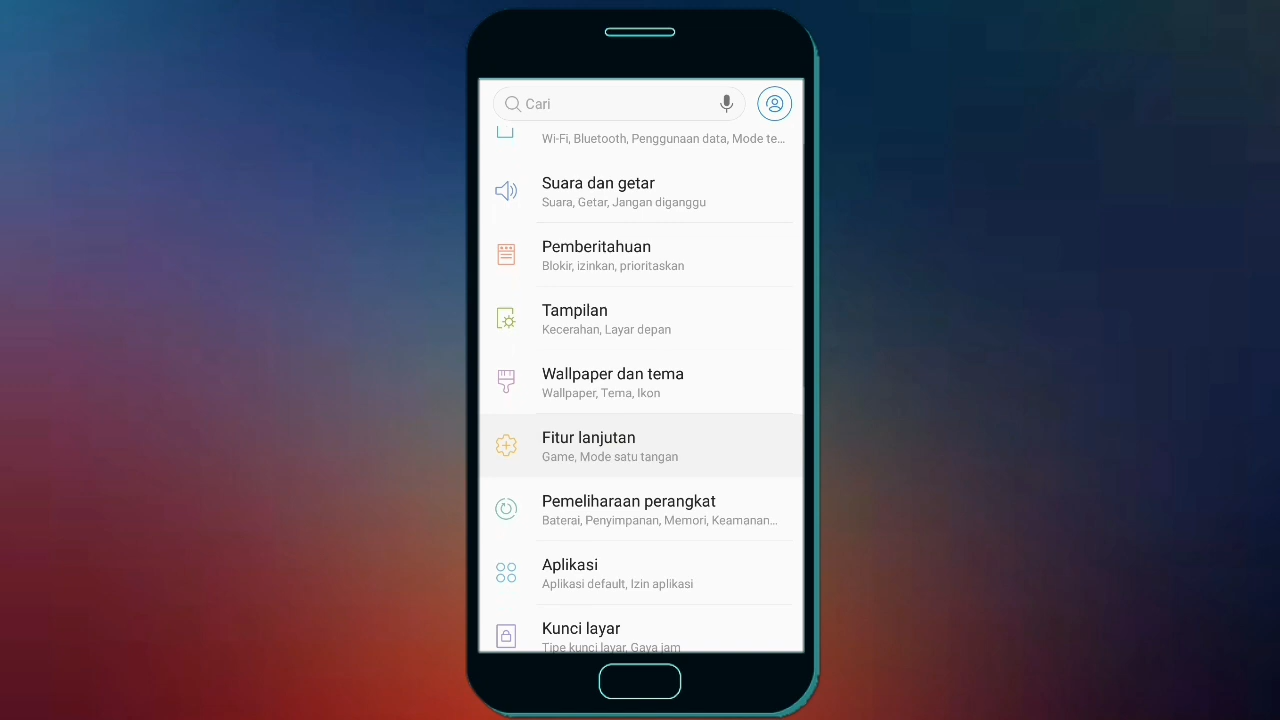 Cari
Wi-Fi, Bluetooth, Penggunaan data, Mode te...
Suara dan getar
Suara, Getar, Jangan diganggu
Pemberitahuan
Blokir, izinkan, prioritaskan
Tampilan
Kecerahan, Layar depan
Wallpaper dan tema
Wallpaper, Tema, Ikon
Fitur lanjutan
Game, Mode satu tangan
Pemeliharaan perangkat
Baterai, Penyimpanan, Memori, Keamanan...
Aplikasi
Aplikasi default, Izin aplikasi
Kunci layar
Tipe kunci layar, Gaya jam